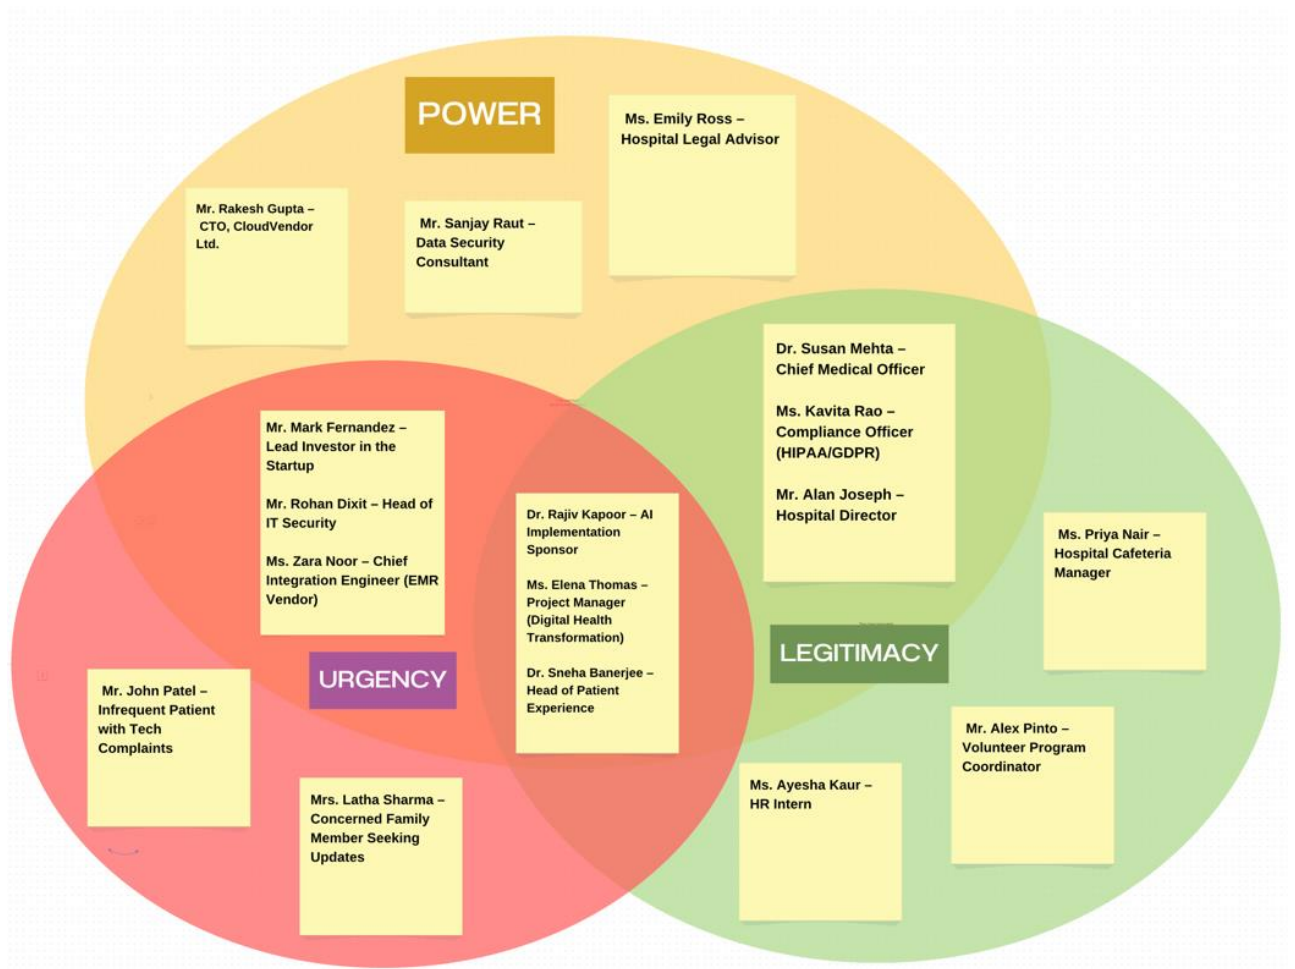 POWER
Ms. Emily Ross –
Hospital Legal Advisor
Mr. Rakesh Gupta –
CTO, CloudVendor
Ltd.
Mr. Sanjay Raut –
Data Security
Consultant
Dr. Susan Mehta –
Chief Medical Officer
Ms. Kavita Rao –
Compliance Officer
(HIPAA/GDPR)
Mr. Alan Joseph –
Hospital Director
Mr. Mark Fernandez –
Lead Investor in the
Startup
Mr. Rohan Dixit – Head of
IT Security
Ms. Zara Noor – Chief
Integration Engineer (EMR
Vendor)
Dr. Rajiv Kapoor – AI
Implementation
Sponsor
Ms. Elena Thomas –
Project Manager
(Digital Health
Transformation)
Dr. Sneha Banerjee –
Head of Patient
Experience
Ms. Priya Nair –
Hospital Cafeteria
Manager
URGENCY
LEGITIMACY
Mr. John Patel –
Infrequent Patient
with Tech
Complaints
Mr. Alex Pinto –
Volunteer Program
Coordinator
Mrs. Latha Sharma –
Concerned Family
Member Seeking
Updates
Ms. Ayesha Kaur –
HR Intern